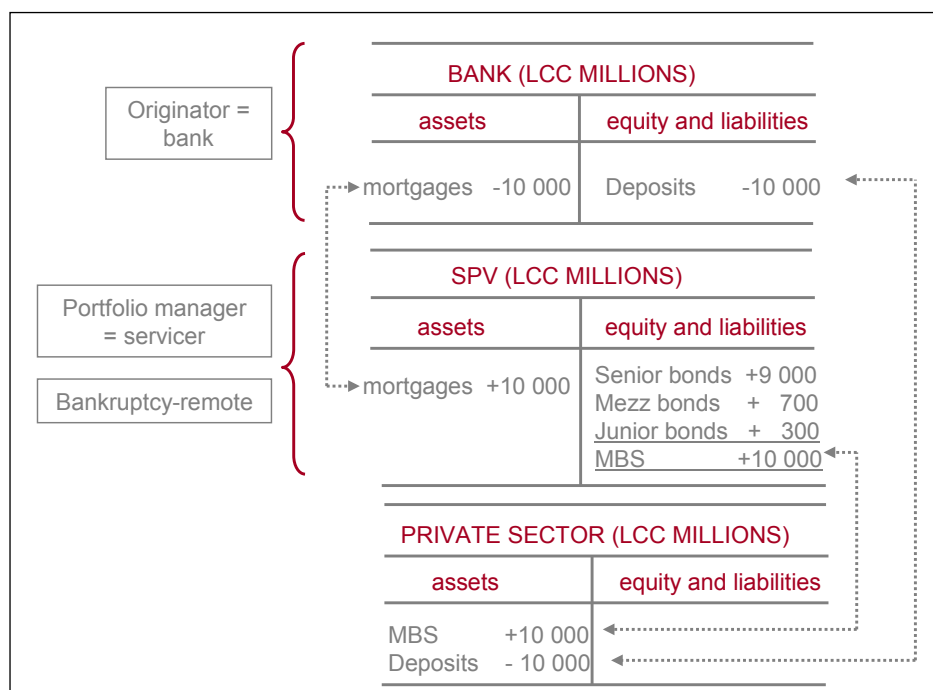 BANK (LCC MILLIONS)
Originator =
bank
assets equity and liabilities
mortgages -10 000 Deposits -10 000
SPV (LCC MILLIONS)
Portfolio manager
= servicer
assets equity and liabilities
Bankruptcy-remote
mortgages +10 000 Senior bonds +9 000
Mezz bonds + 700
Junior bonds + 300
MBS +10 000
PRIVATE SECTOR (LCC MILLIONS)
assets equity and liabilities
MBS +10 000
Deposits - 10 000